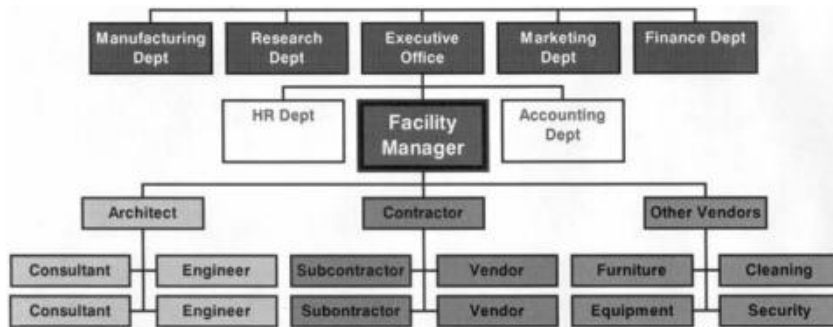 Manufacturing
Dept
Research
Dept
Executive
Office
Marketing
Dept
Finance Dept
HR Dept
Facility
Manager
Accounting
Dept
Architect
Contractor
Other Vendors
Consultant
Engineer
Subcontractor
Vendor
Furniture
Cleaning
Consultant
Engineer
Subontractor
Vendor
Equipment
Security